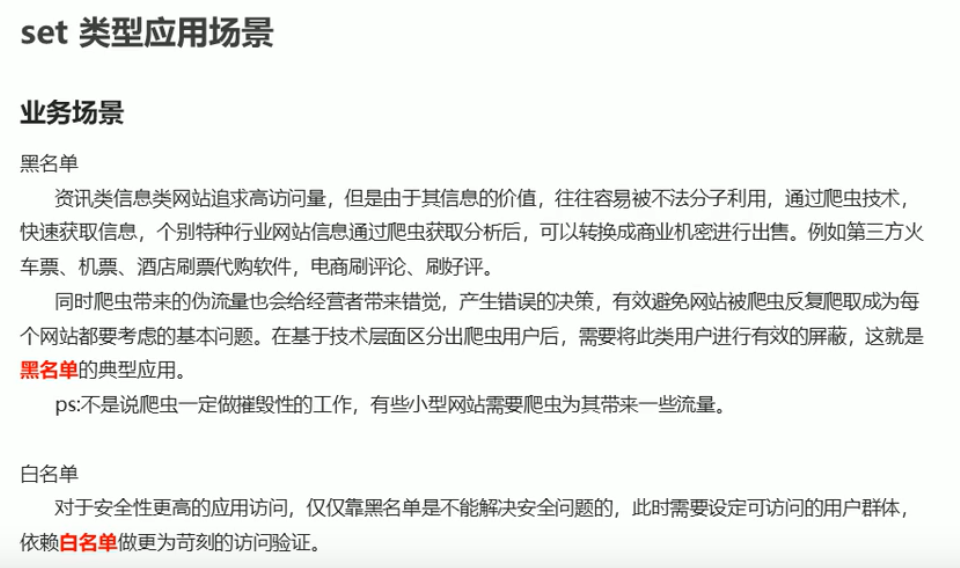 set 类型应用场景
业务场景
黑名单
资讯类信息类网站追求高访问量，但是由于其信息的价值，往往容易被不法分子利用，通过爬虫技术，
快速获取信息，个别特种行业网站信息通过爬虫获取分析后，可以转换成商业机密进行出售。例如第三方火
车票、机票、酒店刷票代购软件，电商刷评论、刷好评。
同时爬虫带来的伪流量也会给经营者带来错觉，产生错误的决策，有效避免网站被爬虫反复爬取成为每
个网站都要考虑的基本问题。在基于技术层面区分出爬虫用户后，需要将此类用户进行有效的屏蔽，这就是
黑名单的典型应用。
ps:不是说爬虫一定做摧毁性的工作，有些小型网站需要爬虫为其带来一些流量。
白名单
对于安全性更高的应用访问，仅仅靠黑名单是不能解决安全问题的，此时需要设定可访问的用户群体，
依赖白名单做更为苛刻的访问验证。